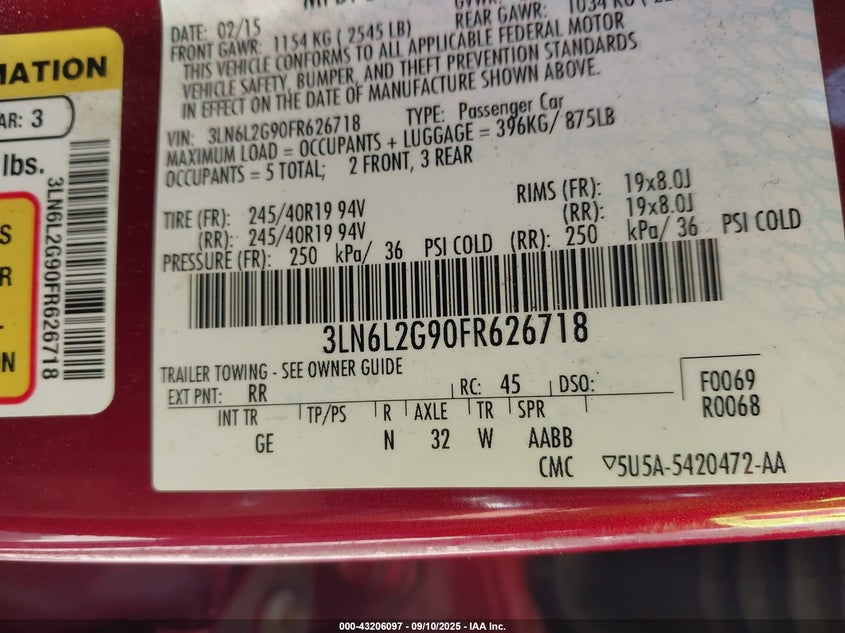 DATE: 02/15
FRONT GAWR: 1154 KG ( 2545 LB)
REAR GAWR: 1034 KG
THIS VEHICLE CONFORMS TO ALL APPLICABLE FEDERAL MOTOR
VEHICLE SAFETY, BUMPER, AND THEFT PREVENTION STANDARDS
IN EFFECT ON THE DATE OF MANUFACTURE SHOWN ABOVE.
VIN: 3LN6L2G90FR626718 TYPE: Passenger Car
MAXIMUM LOAD = OCCUPANTS + LUGGAGE = 396KG/ 875LB
OCCUPANTS = 5 TOTAL; 2 FRONT, 3 REAR
TIRE (FR): 245/40R19 94V RIMS (FR): 19x8.0J
(RR): 245/40R19 94V (RR): 19x8.0J
PRESSURE (FR): 250 kPa/ 36 PSI COLD (RR): 250 kPa/ 36 PSI COLD
3LN6L2G90FR626718
TRAILER TOWING - SEE OWNER GUIDE
EXT PNT: RR RC: 45 DSO:
F0069
R0068
INT TR TP/PS R AXLE TR SPR
GE N 32 W AABB
CMC ▽5U5A-5420472-AA
MATION
AR: 3
lbs.
3LN6L2G90FR626718
S
R
N
000-43206097 - 09/10/2025 - IAA Inc.